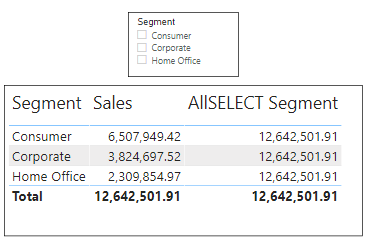 Segment
Consumer
Corporate
Home Office
Segment Sales AllSELECT Segment
Consumer 6,507,949.42 12,642,501.91
Corporate 3,824,697.52 12,642,501.91
Home Office 2,309,854.97 12,642,501.91
Total 12,642,501.91 12,642,501.91